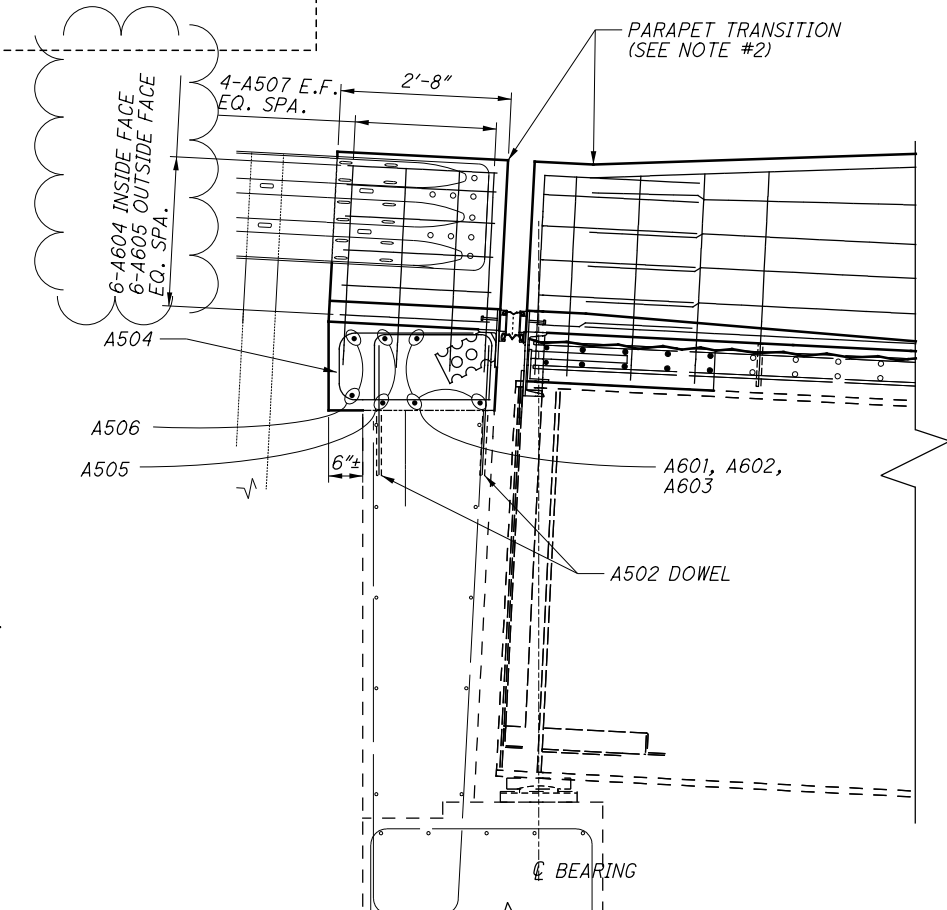 PARAPET TRANSITION
(SEE NOTE #2)
4-A507 E.F.
EQ. SPA.
2'-8"
6-A604 INSIDE FACE
6-A605 OUTSIDE FACE
EQ. SPA.
A504
A506
A505
6"±
A601, A602,
A603
A502 DOWEL
℄ BEARING